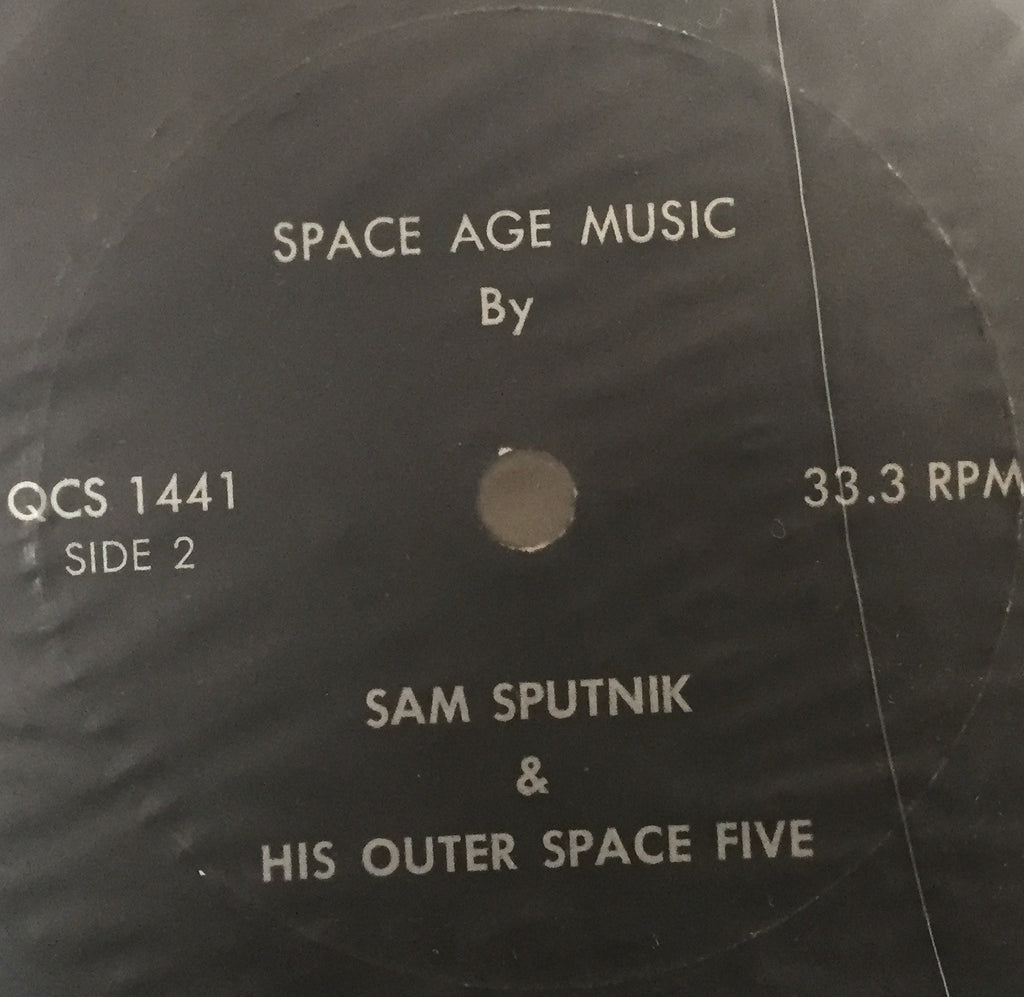 SPACE AGE MUSIC
By
QCS 1441
SIDE 2
33.3 RPM
SAM SPUTNIK
&
HIS OUTER SPACE FIVE